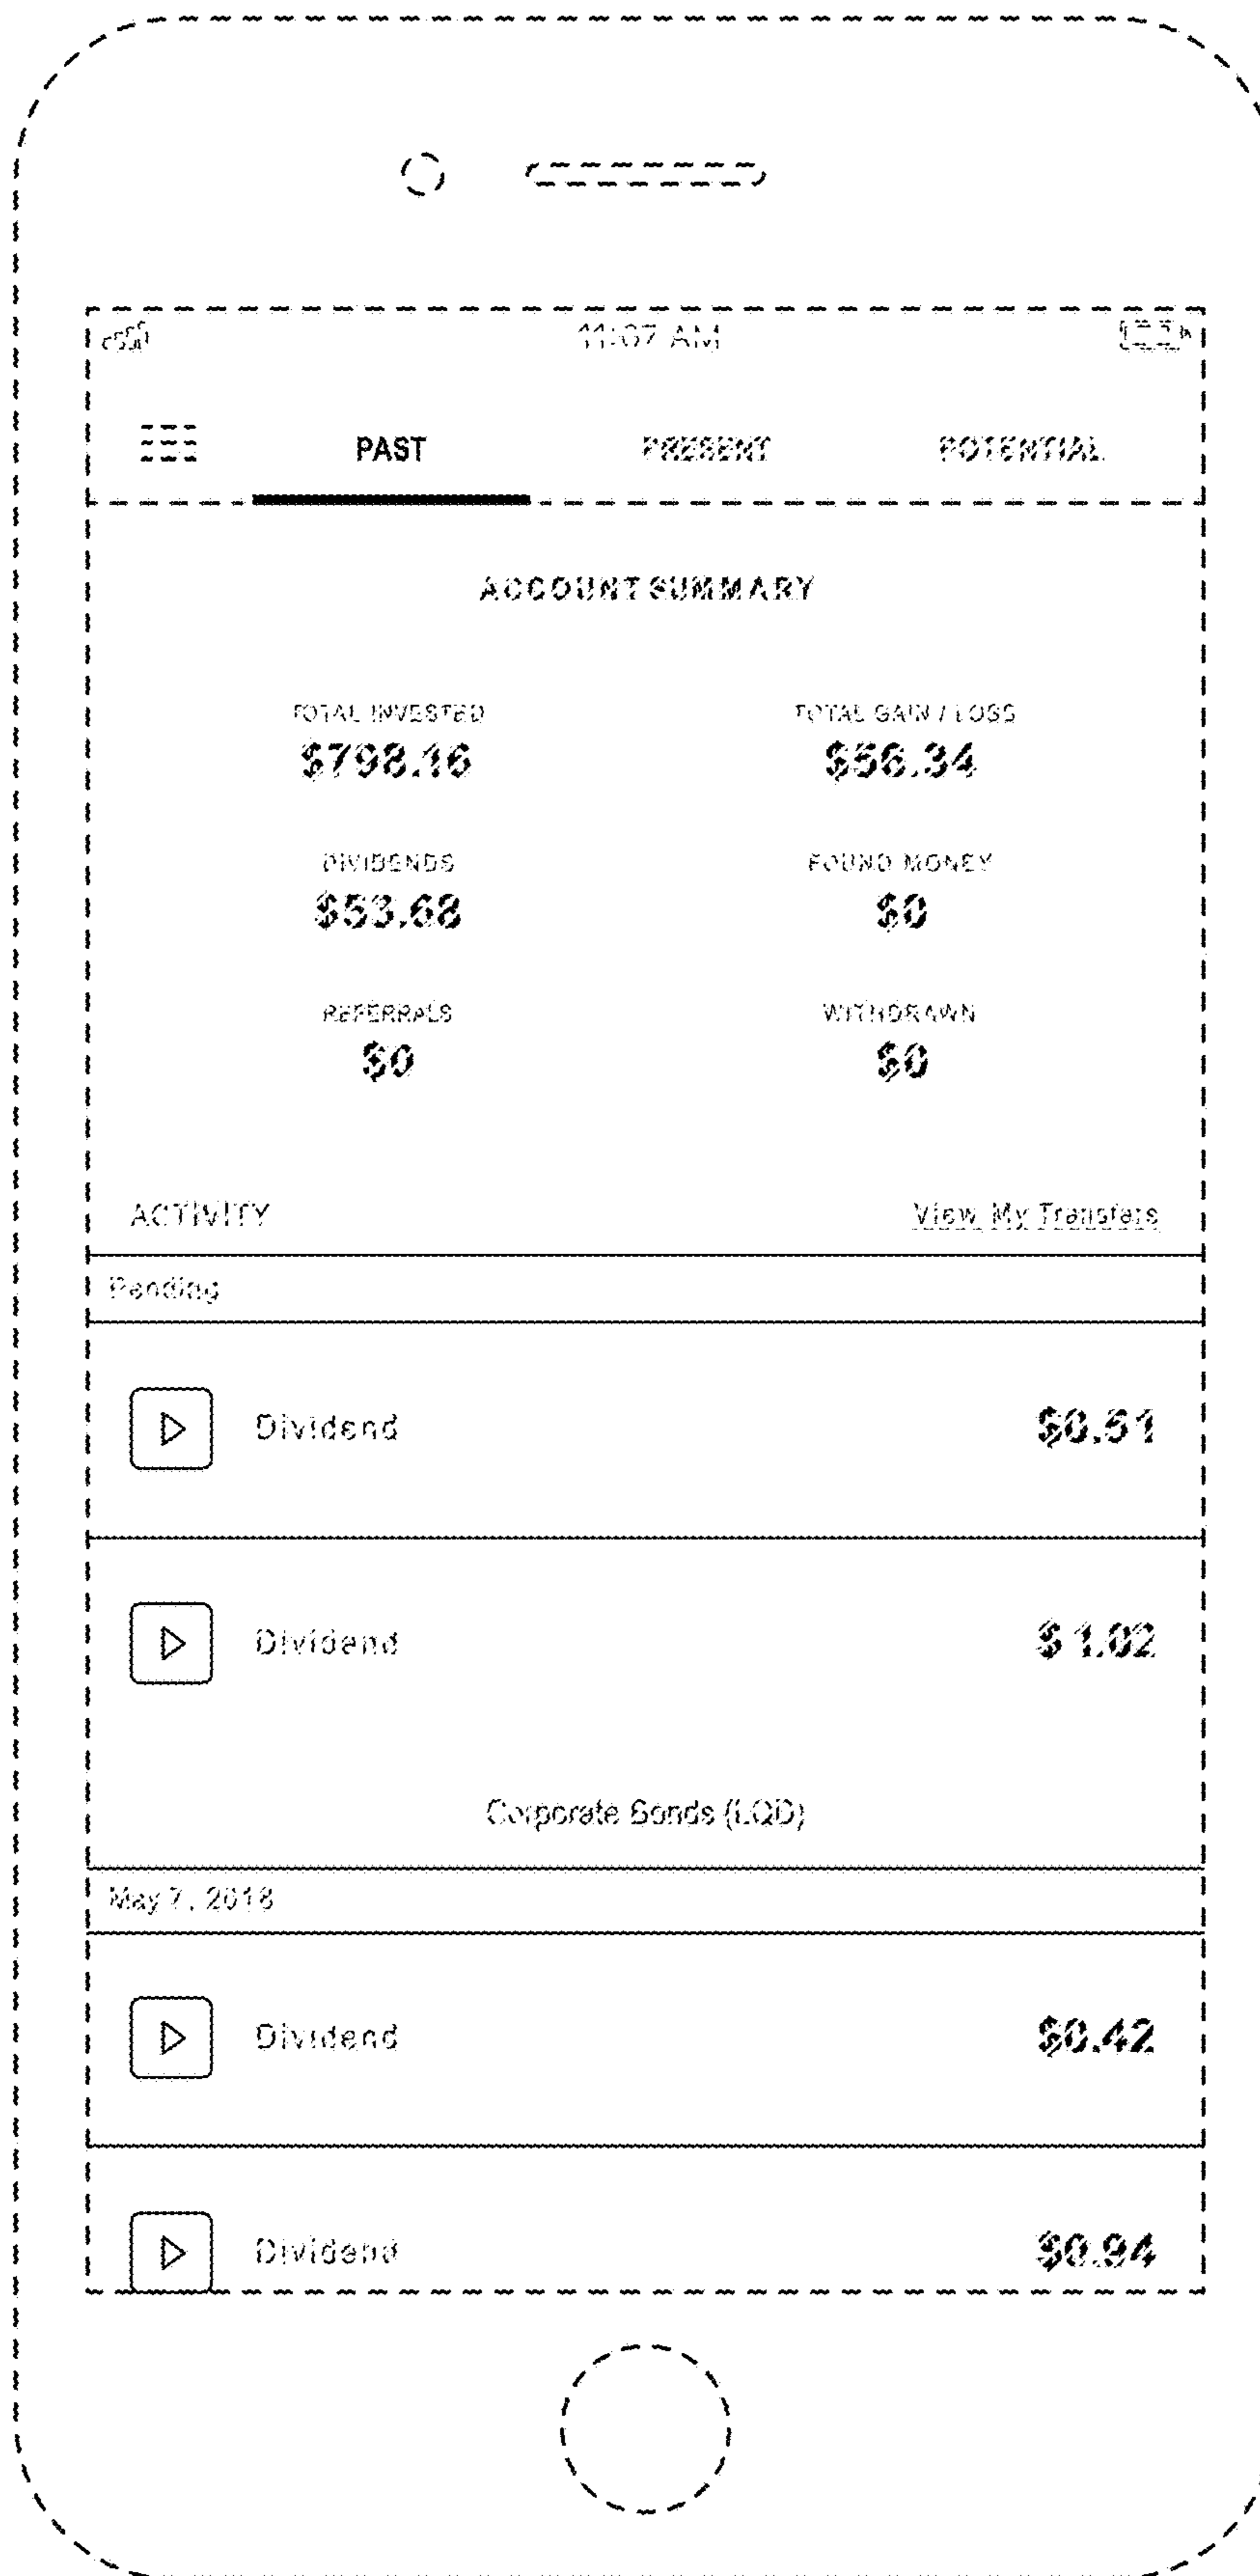 11:07 AM
PAST PRESENT POTENTIAL
ACCOUNT SUMMARY
TOTAL INVESTED TOTAL GAIN / LOSS
$798.16 $56.34
DIVIDENDS FOUND MONEY
$53.68 $0
REFERRALS WITHDRAWN
$0 $0
ACTIVITY View My Transfers
Pending
Dividend $0.51
Dividend $1.02
Corporate Bonds (LQD)
May 7, 2018
Dividend $0.42
Dividend $0.94